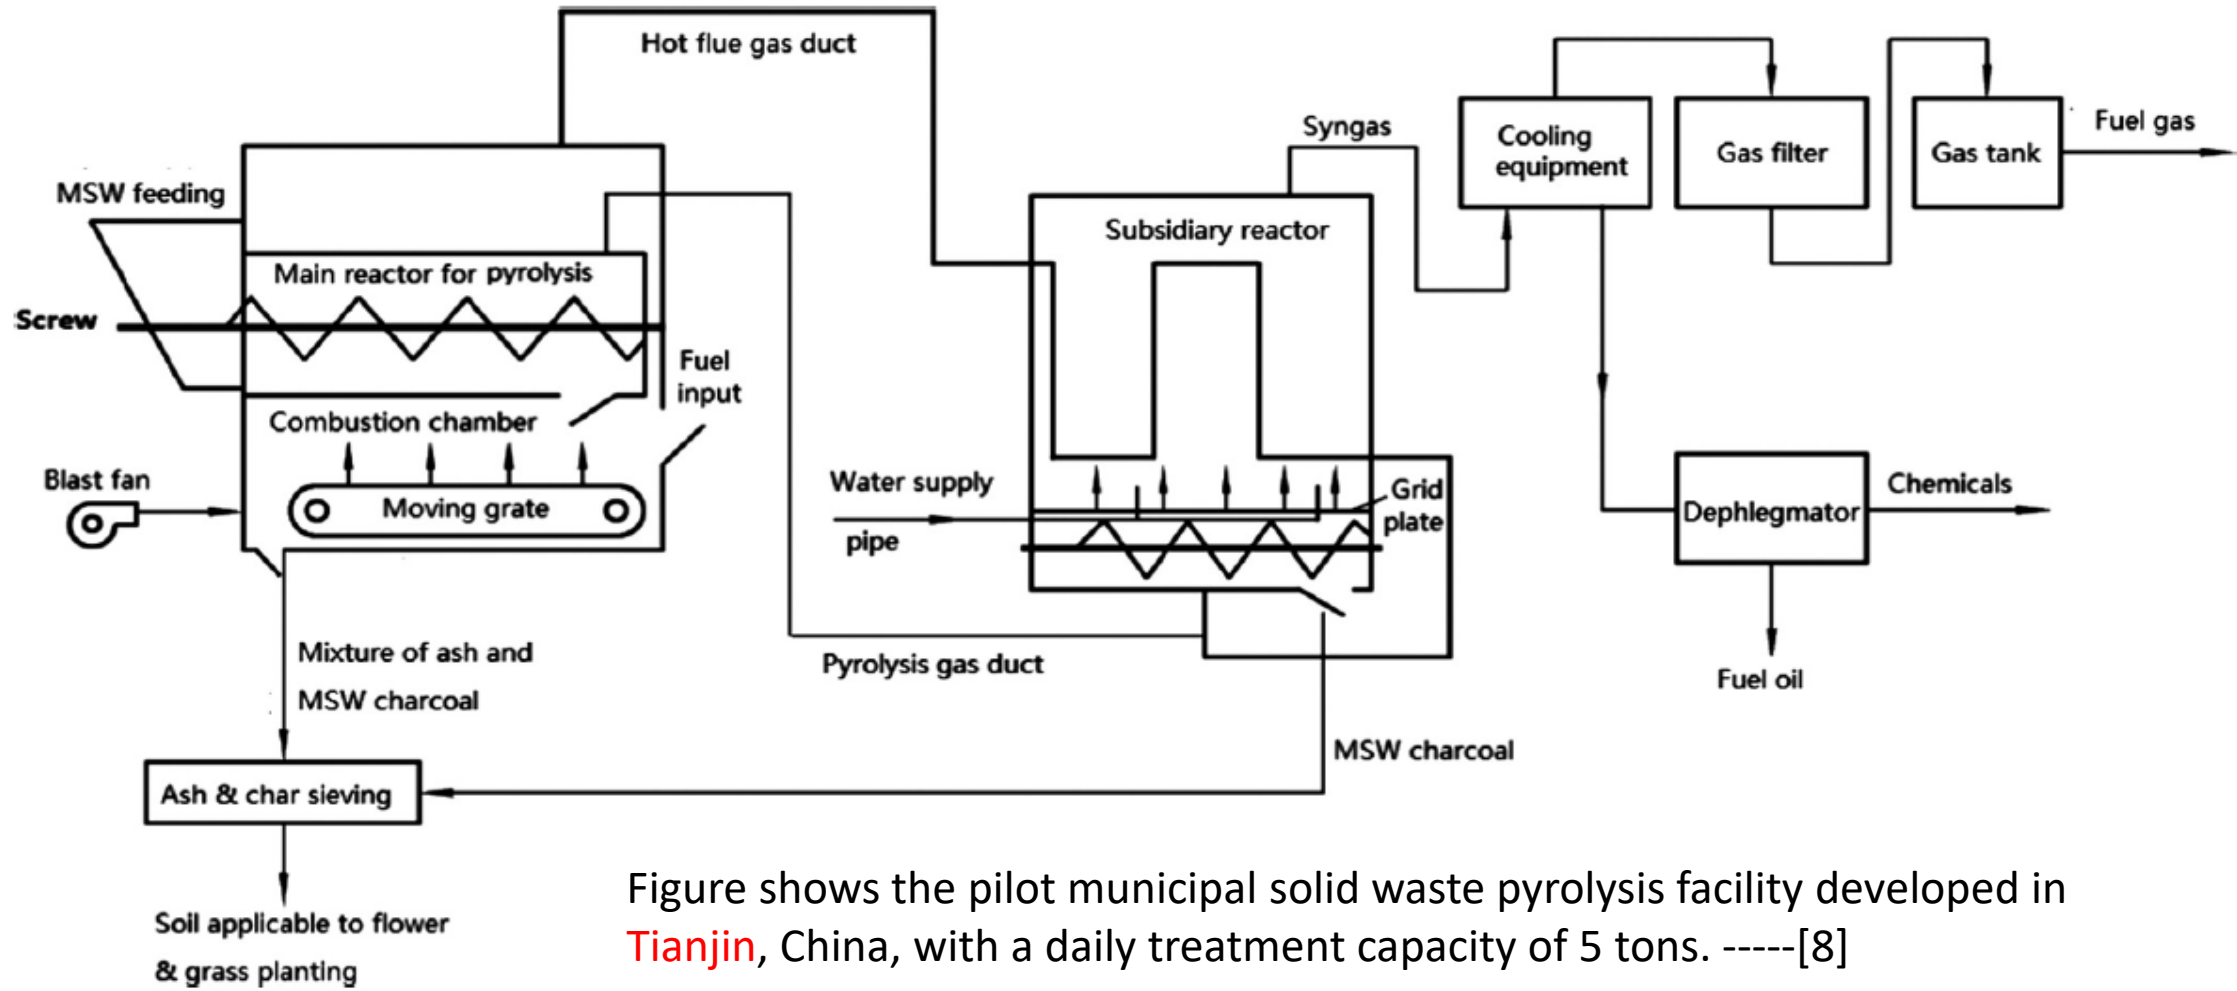 Hot flue gas duct
MSW feeding
Main reactor for pyrolysis
Screw
Fuel
input
Combustion chamber
Blast fan
Moving grate
Mixture of ash and
MSW charcoal
Ash & char sieving
Soil applicable to flower
& grass planting
Pyrolysis gas duct
Water supply
pipe
Subsidiary reactor
Grid
plate
MSW charcoal
Syngas
Cooling
equipment
Gas filter
Gas tank
Fuel gas
Dephlegmator
Chemicals
Fuel oil
Figure shows the pilot municipal solid waste pyrolysis facility developed in
Tianjin, China, with a daily treatment capacity of 5 tons. -----[8]